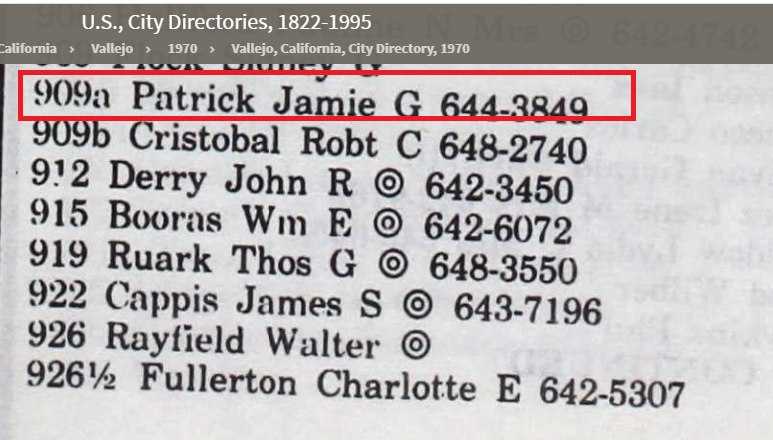 U.S., City Directories, 1822-1995
California › Vallejo › 1970 › Vallejo, California, City Directory, 1970
Sidney G
909a Patrick Jamie G 644-3849
909b Cristobal Robt C 648-2740
912 Derry John R ◎ 642-3450
915 Booras Wm E ◎ 642-6072
919 Ruark Thos G ◎ 648-3550
922 Cappis James S ◎ 643-7196
926 Rayfield Walter ◎
926½ Fullerton Charlotte E 642-5307